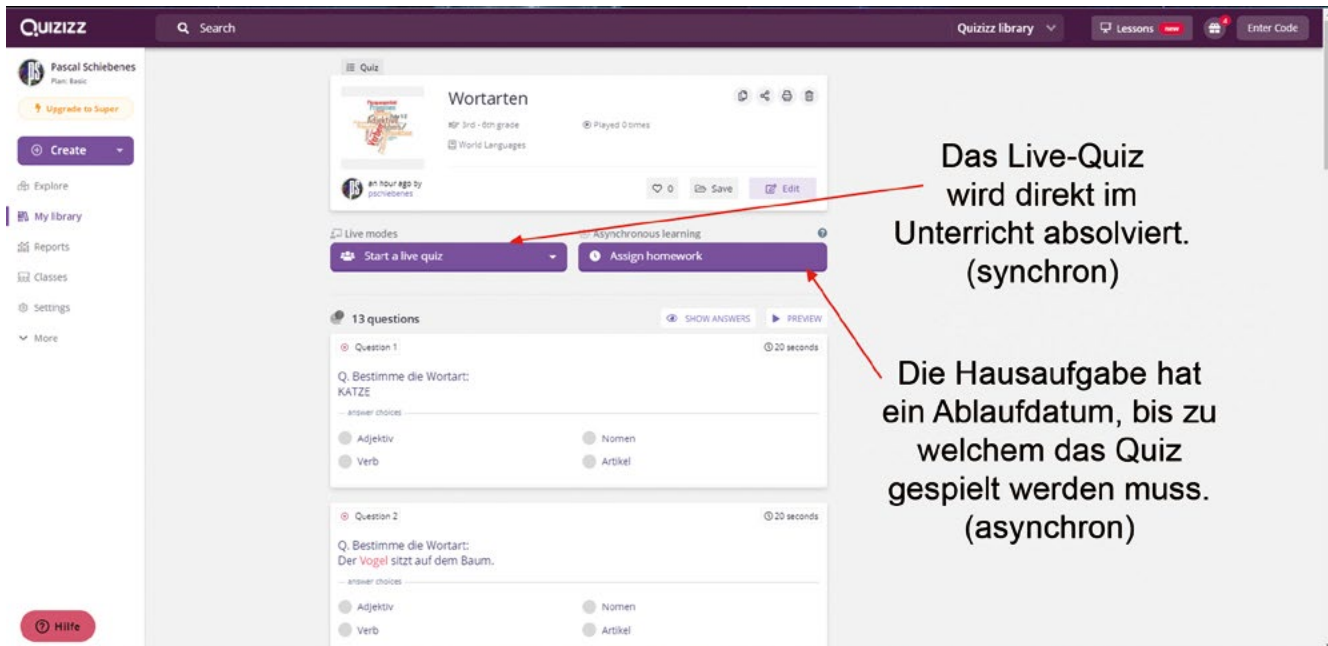 QUIZIZZ
Search
Quizizz library
Lessons new
4
Enter Code
Pascal Schiebenes
Plan: Basic
Upgrade to Super
Create
Explore
My library
Reports
Classes
Settings
More
Hilfe
Quiz
Wortarten
3rd - 6th grade
Played 0 times
World Languages
an hour ago by
pschiebenes
0
Save
Edit
Live modes
Asynchronous learning
Start a live quiz
Assign homework
13 questions
SHOW ANSWERS
PREVIEW
Question 1
20 seconds
Q. Bestimme die Wortart:
KATZE
answer choices
Adjektiv
Nomen
Verb
Artikel
Question 2
20 seconds
Q. Bestimme die Wortart:
Der Vogel sitzt auf dem Baum.
answer choices
Adjektiv
Nomen
Verb
Artikel
Das Live-Quiz
wird direkt im
Unterricht absolviert.
(synchron)
Die Hausaufgabe hat
ein Ablaufdatum, bis zu
welchem das Quiz
gespielt werden muss.
(asynchron)